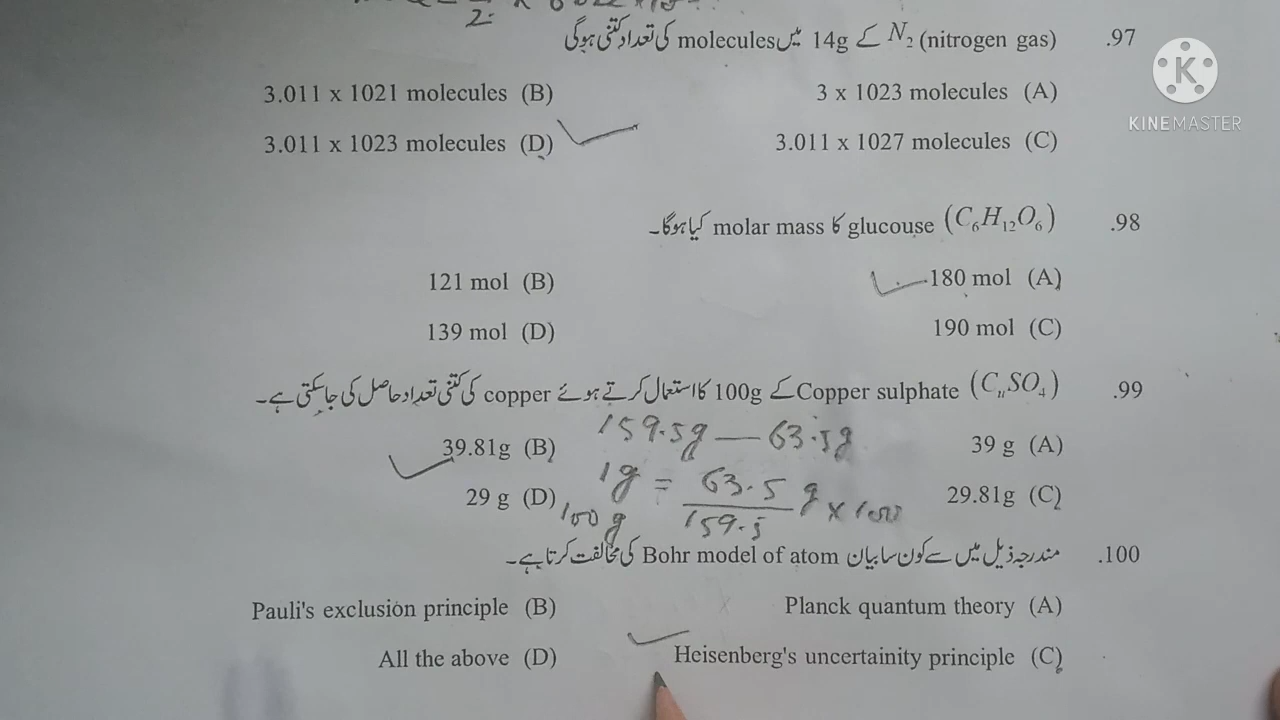 97. N2 (nitrogen gas) کے 14g میں molecules کی تعداد کتنی ہوگی
(A) 3 x 1023 molecules (B) 3.011 x 1021 molecules
(C) 3.011 x 1027 molecules (D) 3.011 x 1023 molecules
KINEMASTER
98. (C6H12O6) glucouse کا molar mass کیا ہوگا۔
(A) 180 mol (B) 121 mol
(C) 190 mol (D) 139 mol
99. (CuSO4) Copper sulphate کے 100g کا استعمال کرتے ہوئے copper کی کتنی تعداد حاصل کی جاسکتی ہے۔
(A) 39 g (B) 39.81g
159.5g — 63.5g
(C) 29.81g (D) 29 g
1g = 63.5/159.5 g x 100
100 g
100. مندرجہ ذیل میں سے کون سا بیان Bohr model of atom کی مخالفت کرتا ہے۔
(A) Planck quantum theory (B) Pauli's exclusion principle
(C) Heisenberg's uncertainity principle (D) All the above